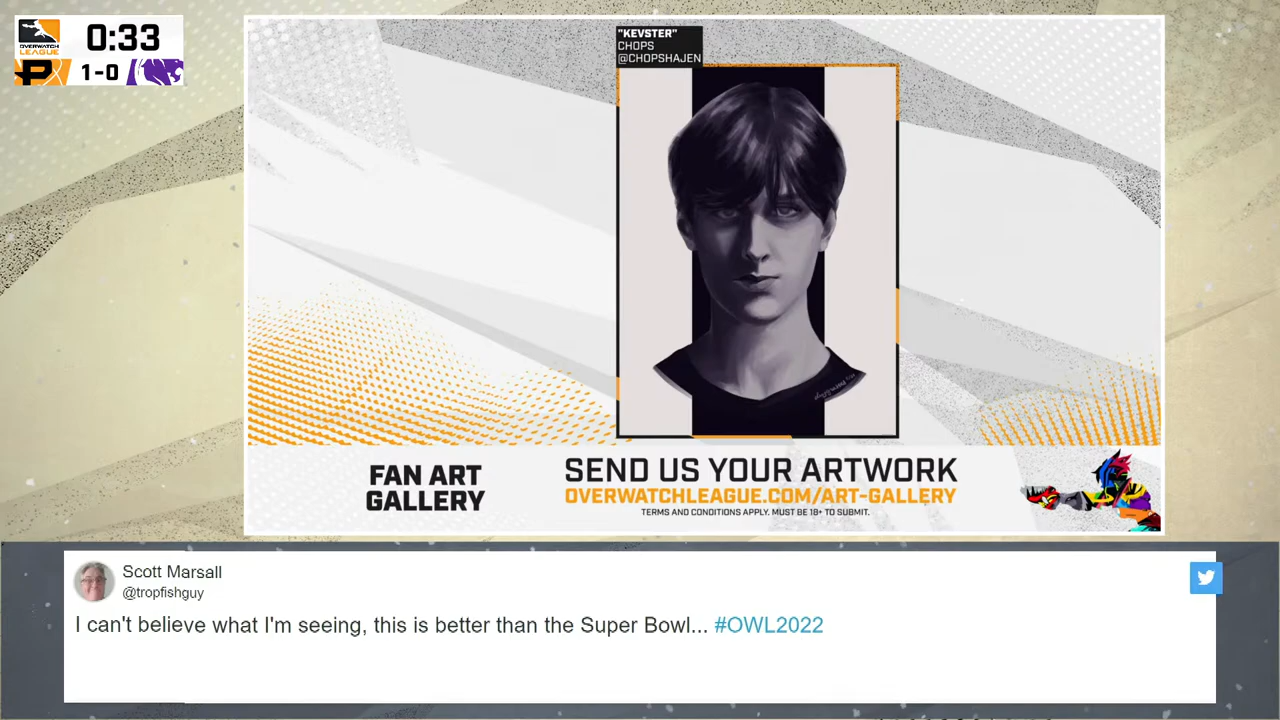 OVERWATCH
LEAGUE
0:33
1-0
"KEVSTER"
CHOPS
@CHOPSHAJEN
FAN ART
GALLERY
SEND US YOUR ARTWORK
OVERWATCHLEAGUE.COM/ART-GALLERY
TERMS AND CONDITIONS APPLY. MUST BE 18+ TO SUBMIT.
Scott Marsall
@tropfishguy
I can't believe what I'm seeing, this is better than the Super Bowl... #OWL2022